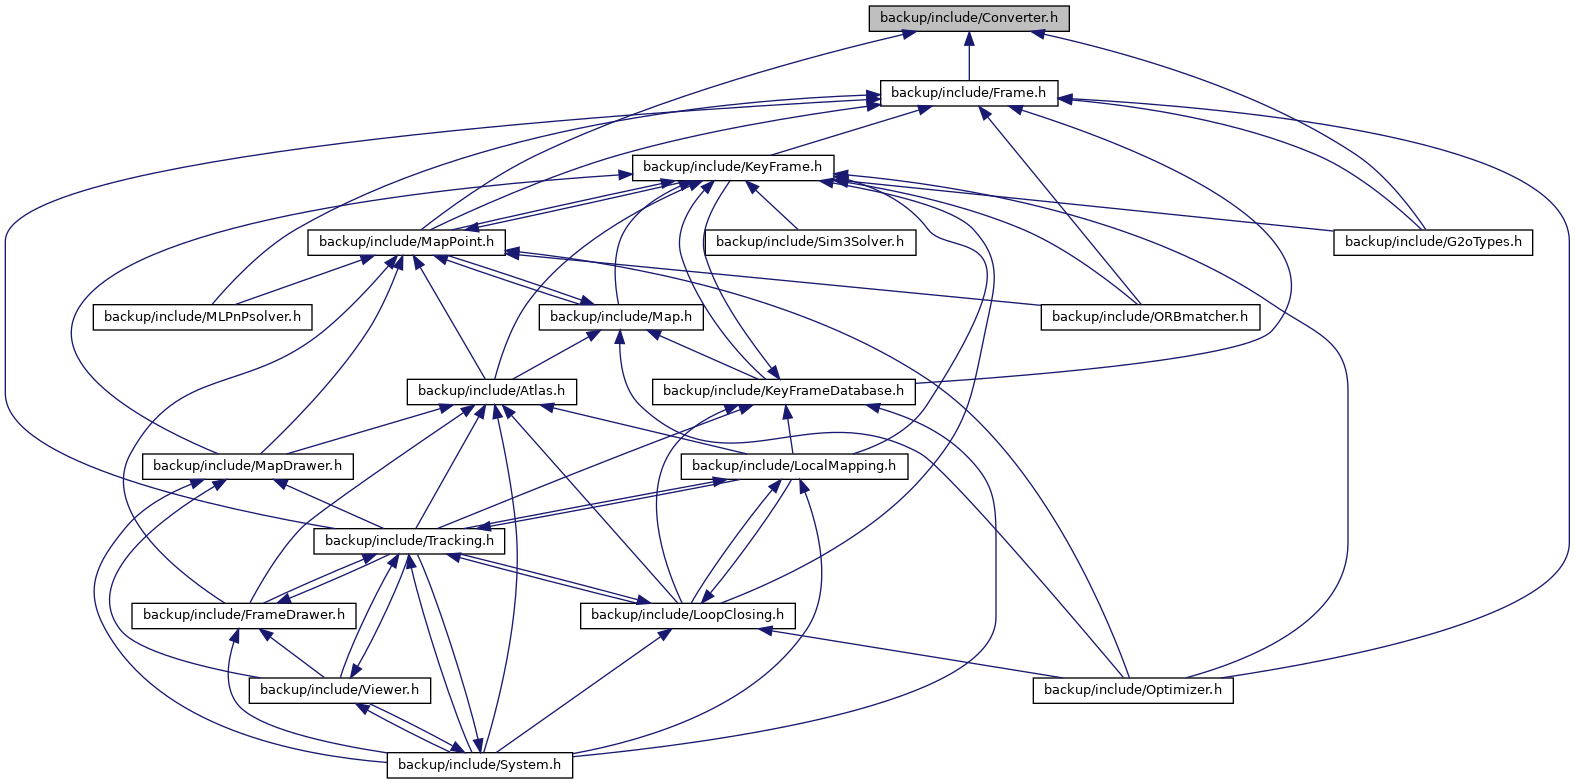 backup/include/Converter.h
backup/include/Frame.h
backup/include/KeyFrame.h
backup/include/MapPoint.h
backup/include/Sim3Solver.h
backup/include/G2oTypes.h
backup/include/MLPnPsolver.h
backup/include/Map.h
backup/include/ORBmatcher.h
backup/include/Atlas.h
backup/include/KeyFrameDatabase.h
backup/include/MapDrawer.h
backup/include/LocalMapping.h
backup/include/Tracking.h
backup/include/FrameDrawer.h
backup/include/LoopClosing.h
backup/include/Viewer.h
backup/include/Optimizer.h
backup/include/System.h